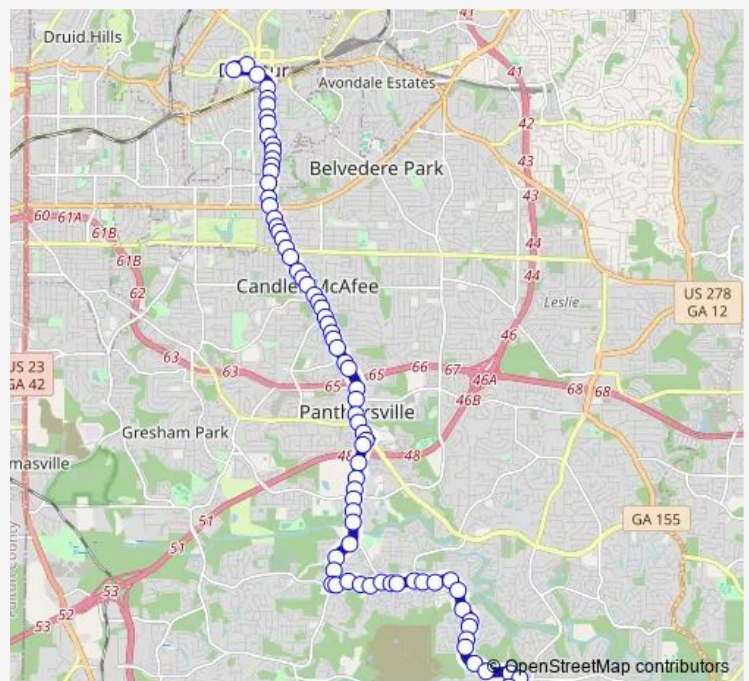 Druid Hills
41
Avondale Estates
41
42
43
Belvedere Park
43
60 61A
61B
61B
44
44
62
Candler-McAfee
Leslie
US 278
GA 12
46
63
63
65
65
66
67
46A
68
68
US 23
GA 42
46B
Panthersville
Gresham Park
48
48
51
GA 155
51
53
52
53
© OpenStreetMap contributors